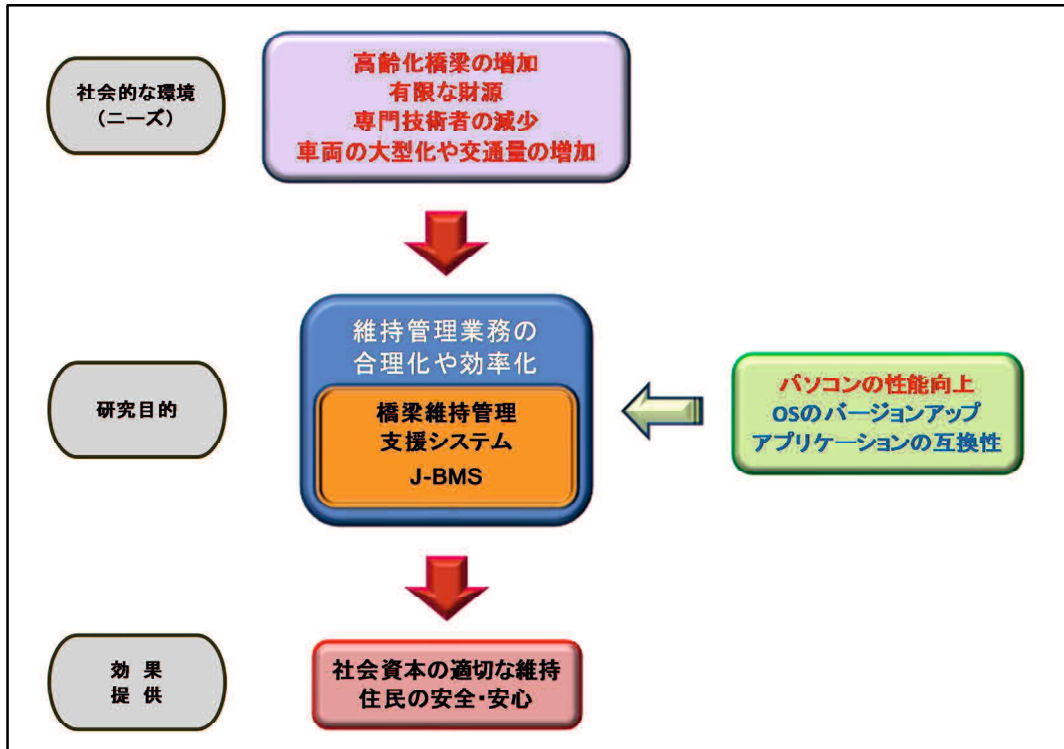 社会的な環境
(ニーズ)
高齢化橋梁の増加
有限な財源
専門技術者の減少
車両の大型化や交通量の増加
研究目的
維持管理業務の
合理化や効率化
橋梁維持管理
支援システム
J-BMS
パソコンの性能向上
OSのバージョンアップ
アプリケーションの互換性
効 果
提 供
社会資本の適切な維持
住民の安全・安心